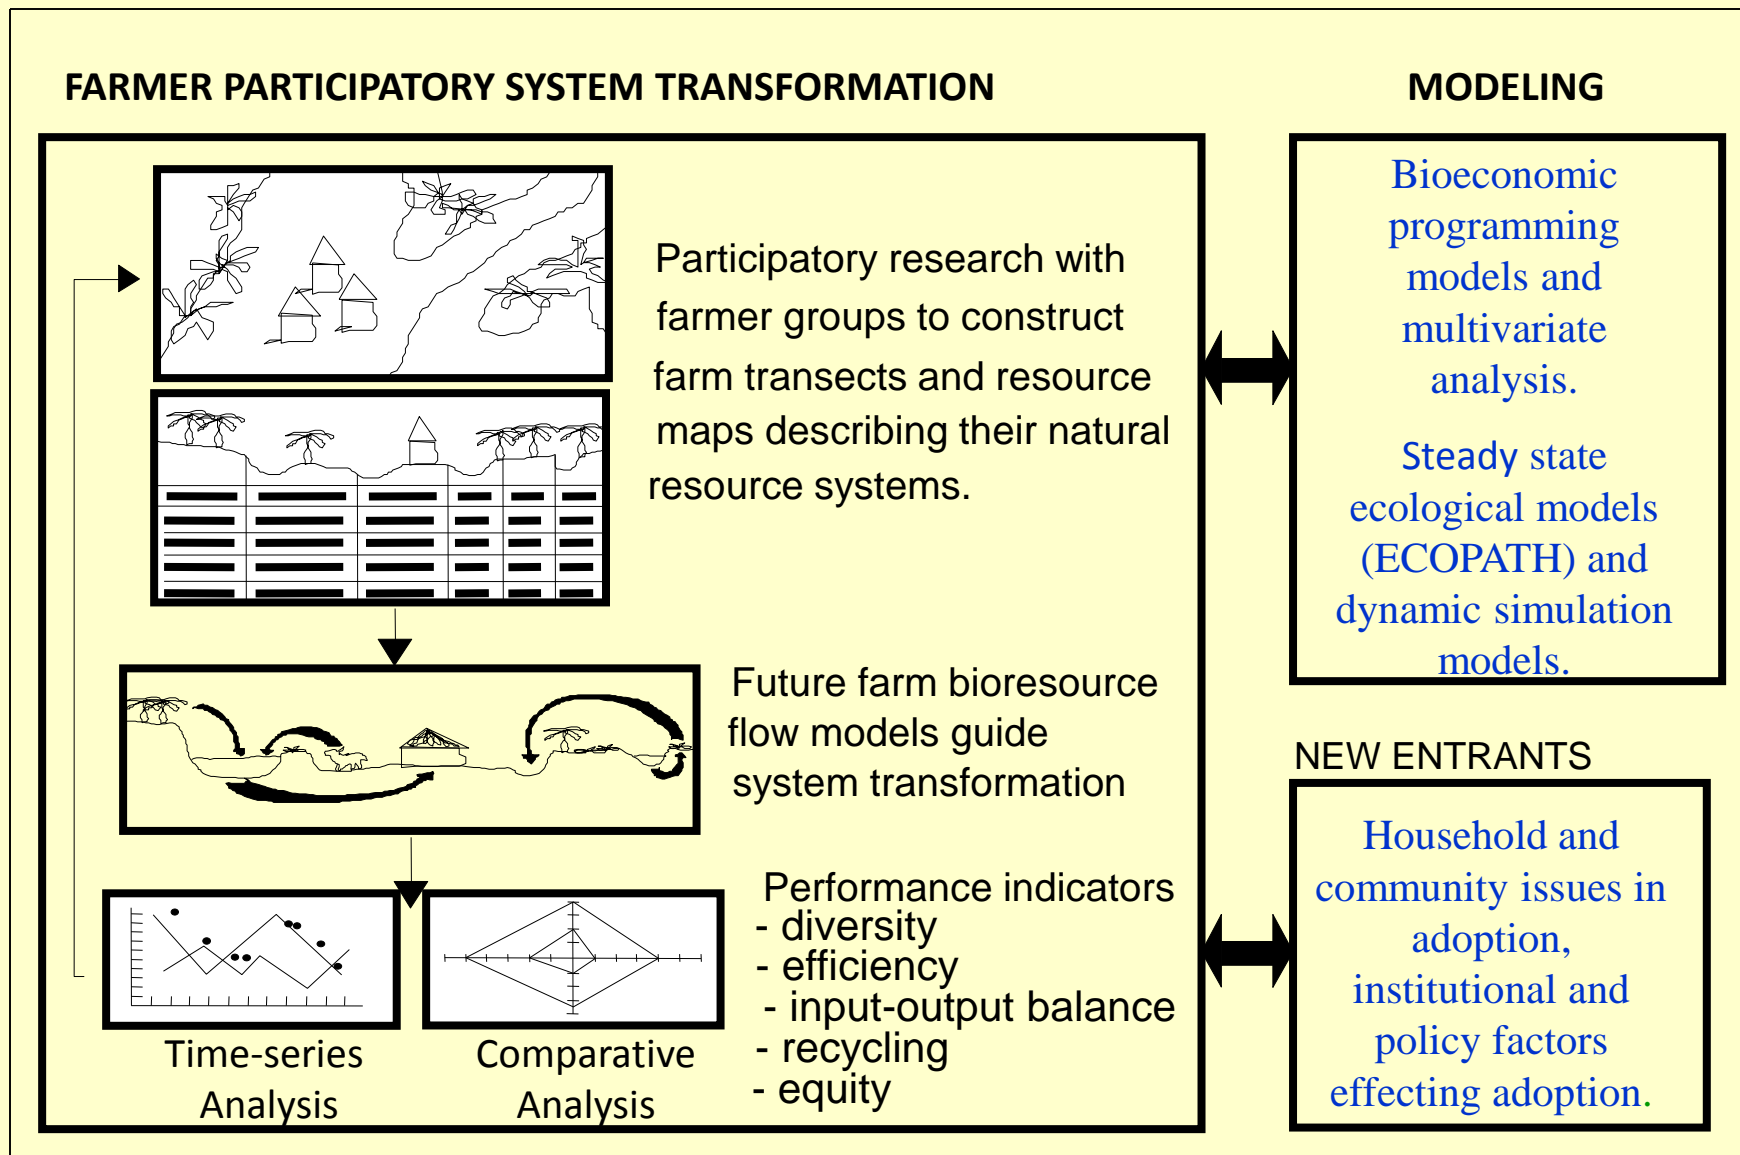 FARMER PARTICIPATORY SYSTEM TRANSFORMATION
Participatory research with
farmer groups to construct
farm transects and resource
maps describing their natural
resource systems.
Future farm bioresource
flow models guide
system transformation
Performance indicators
- diversity
- efficiency
- input-output balance
- recycling
- equity
Time-series
Analysis
Comparative
Analysis
MODELING
Bioeconomic
programming
models and
multivariate
analysis.
Steady state
ecological models
(ECOPATH) and
dynamic simulation
models.
NEW ENTRANTS
Household and
community issues in
adoption,
institutional and
policy factors
effecting adoption.